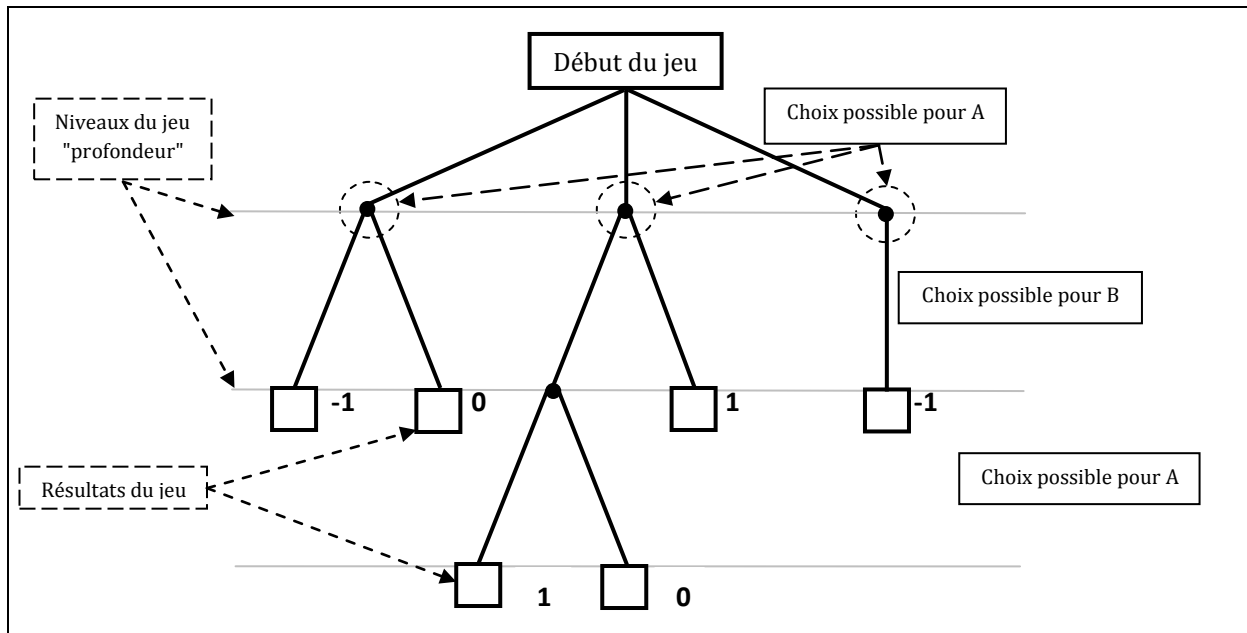 Début du jeu
Niveaux du jeu
"profondeur"
Choix possible pour A
Choix possible pour B
-1
0
1
-1
Résultats du jeu
Choix possible pour A
1
0